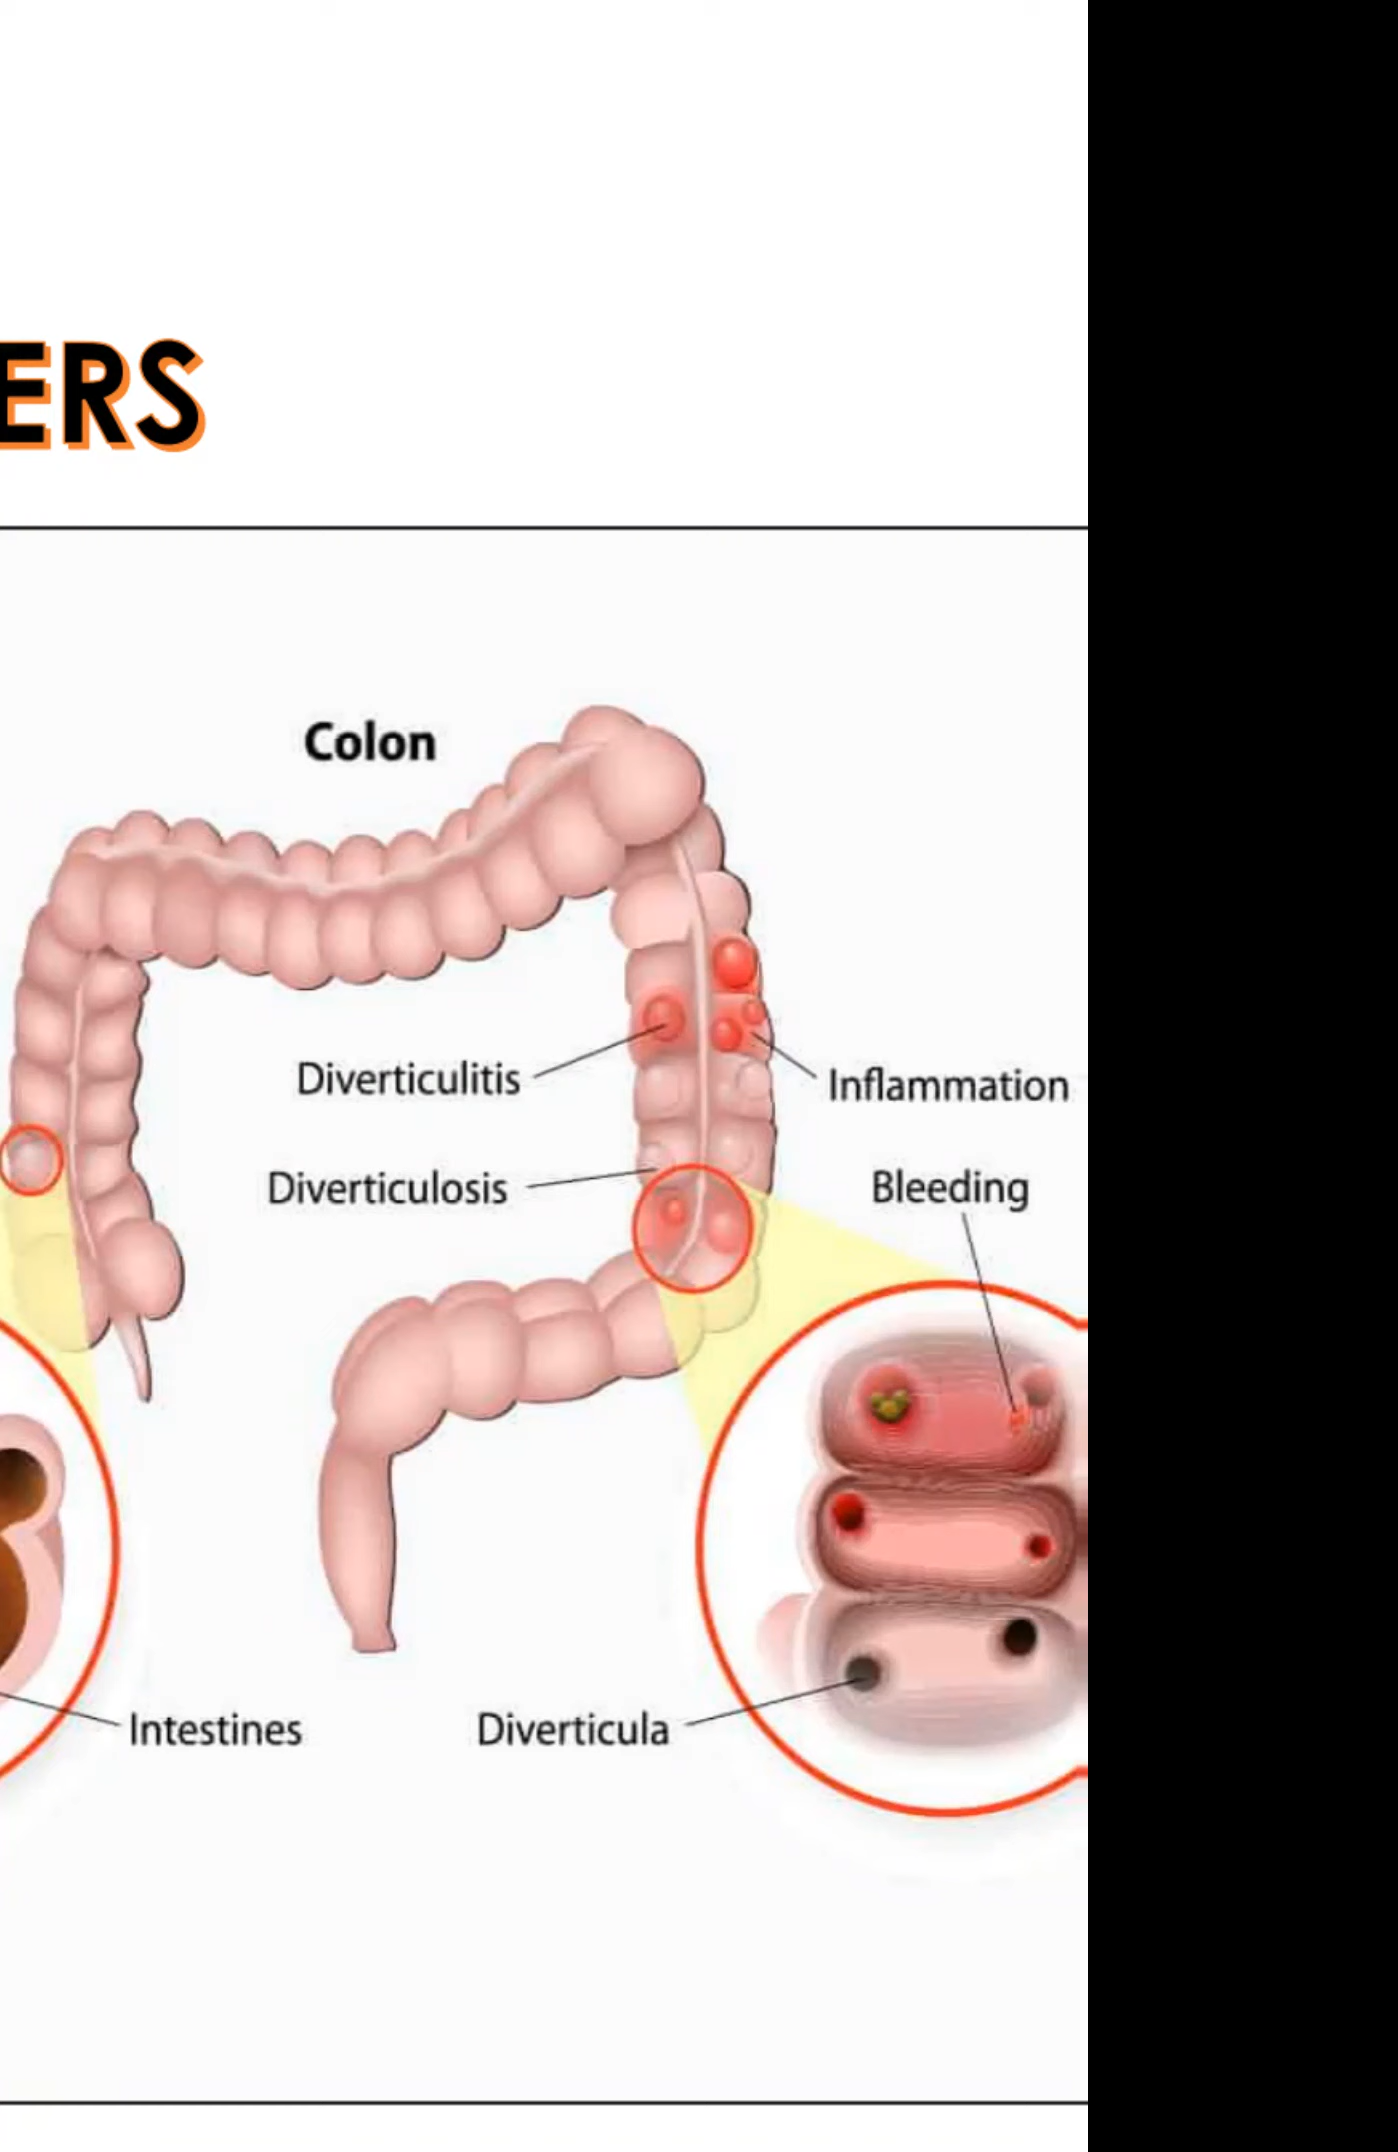 ERS
Colon
Diverticulitis
Inflammation
Diverticulosis
Bleeding
Intestines
Diverticula